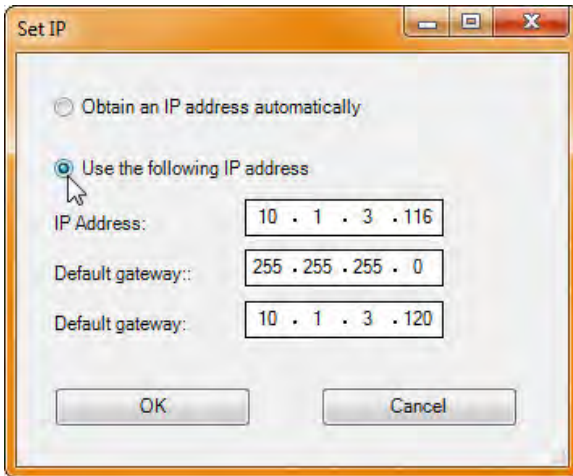 Set IP
Obtain an IP address automatically
Use the following IP address
IP Address: 10 . 1 . 3 . 116
Default gateway:: 255 . 255 . 255 . 0
Default gateway: 10 . 1 . 3 . 120
OK Cancel